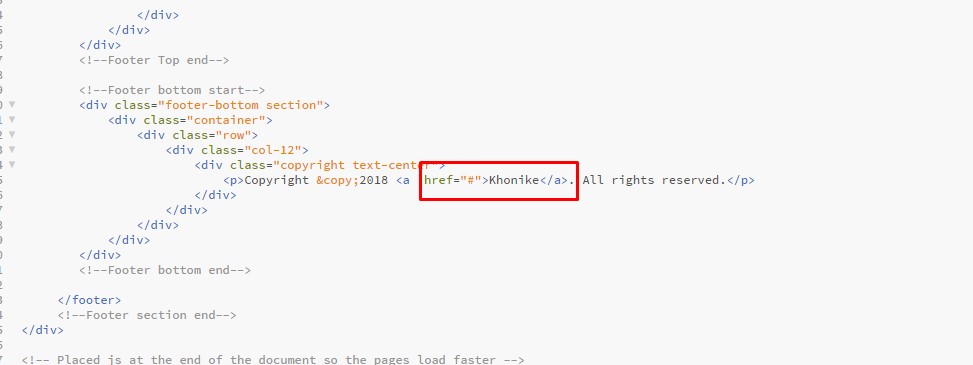 </div>
</div>
</div>
<!--Footer Top end-->
<!--Footer bottom start-->
<div class="footer-bottom section">
<div class="container">
<div class="row">
<div class="col-12">
<div class="copyright text-center">
<p>Copyright &copy;2018 <a href="#">Khonike</a>. All rights reserved.</p>
</div>
</div>
</div>
</div>
</div>
<!--Footer bottom end-->
</footer>
<!--Footer section end-->
</div>
<!-- Placed js at the end of the document so the pages load faster -->